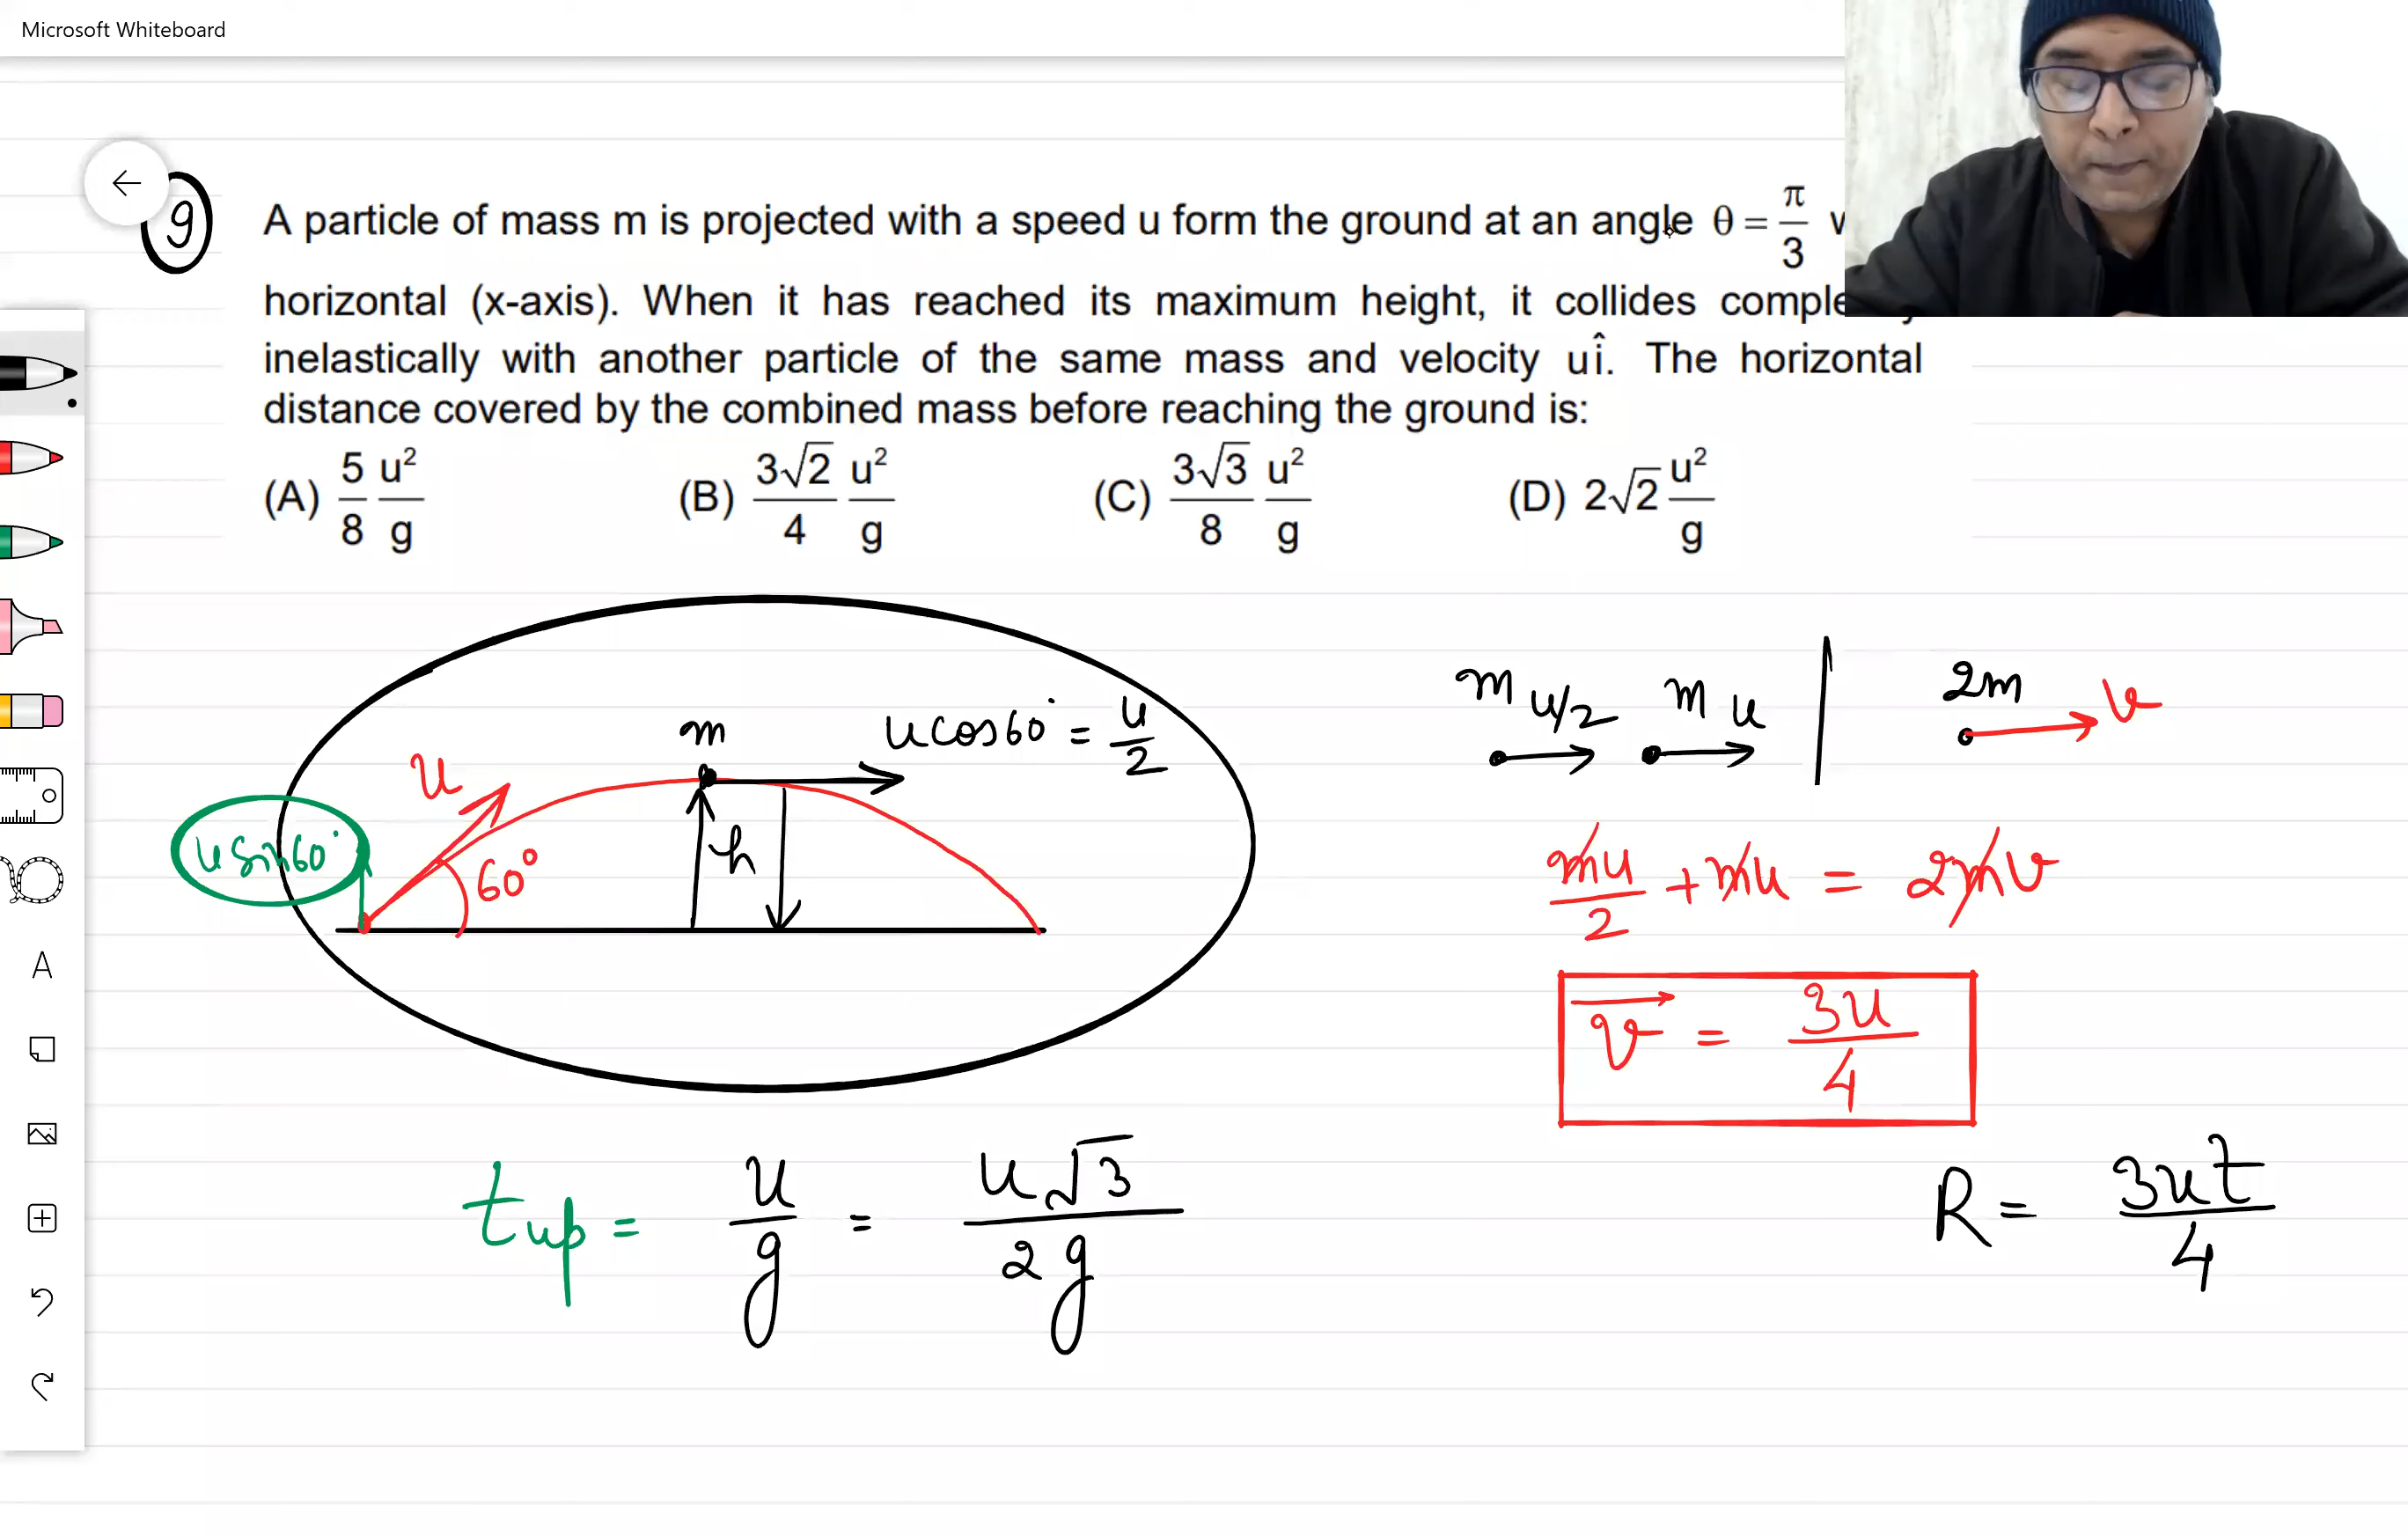 Microsoft Whiteboard
9
A particle of mass m is projected with a speed u form the ground at an angle θ = π/3
horizontal (x-axis). When it has reached its maximum height, it collides
inelastically with another particle of the same mass and velocity uî. The horizontal
distance covered by the combined mass before reaching the ground is:
(A) 5/8 u²/g (B) 3√2/4 u²/g (C) 3√3/8 u²/g (D) 2√2 u²/g
m u/2 m u | 2m v
m u cos60° = u/2
u
u sin60°
60°
h
mu/2 + mu = 2mv
v⃗ = 3u/4
t up = u/g = u√3/2g
R = 3ut/4
A